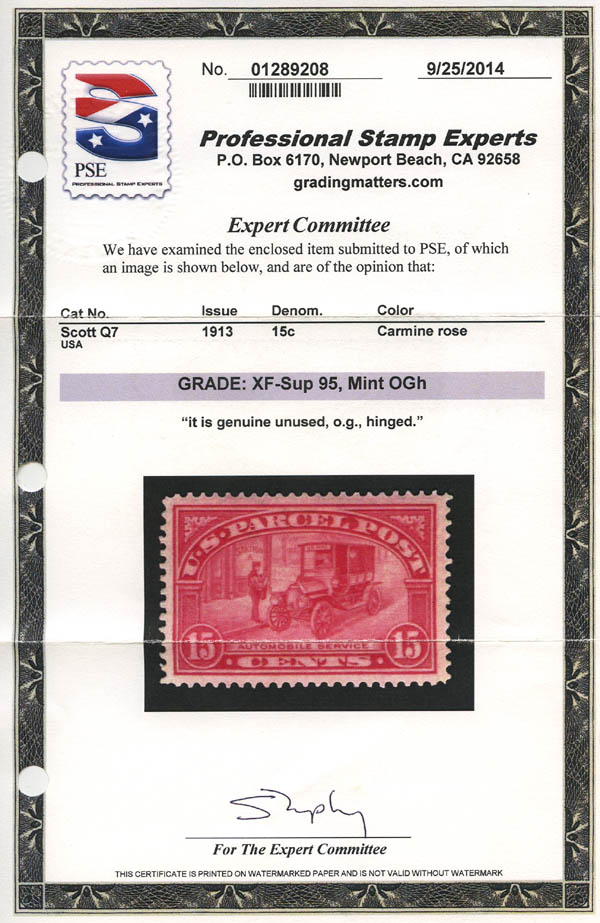 No. 01289208 9/25/2014
PSE
PROFESSIONAL STAMP EXPERTS
Professional Stamp Experts
P.O. Box 6170, Newport Beach, CA 92658
gradingmatters.com
Expert Committee
We have examined the enclosed item submitted to PSE, of which
an image is shown below, and are of the opinion that:
Cat No. Issue Denom. Color
Scott Q7 1913 15c Carmine rose
USA
GRADE: XF-Sup 95, Mint OGh
“it is genuine unused, o.g., hinged.”
U.S. PARCEL POST
15 AUTOMOBILE SERVICE 15
CENTS
For The Expert Committee
THIS CERTIFICATE IS PRINTED ON WATERMARKED PAPER AND IS NOT VALID WITHOUT WATERMARK